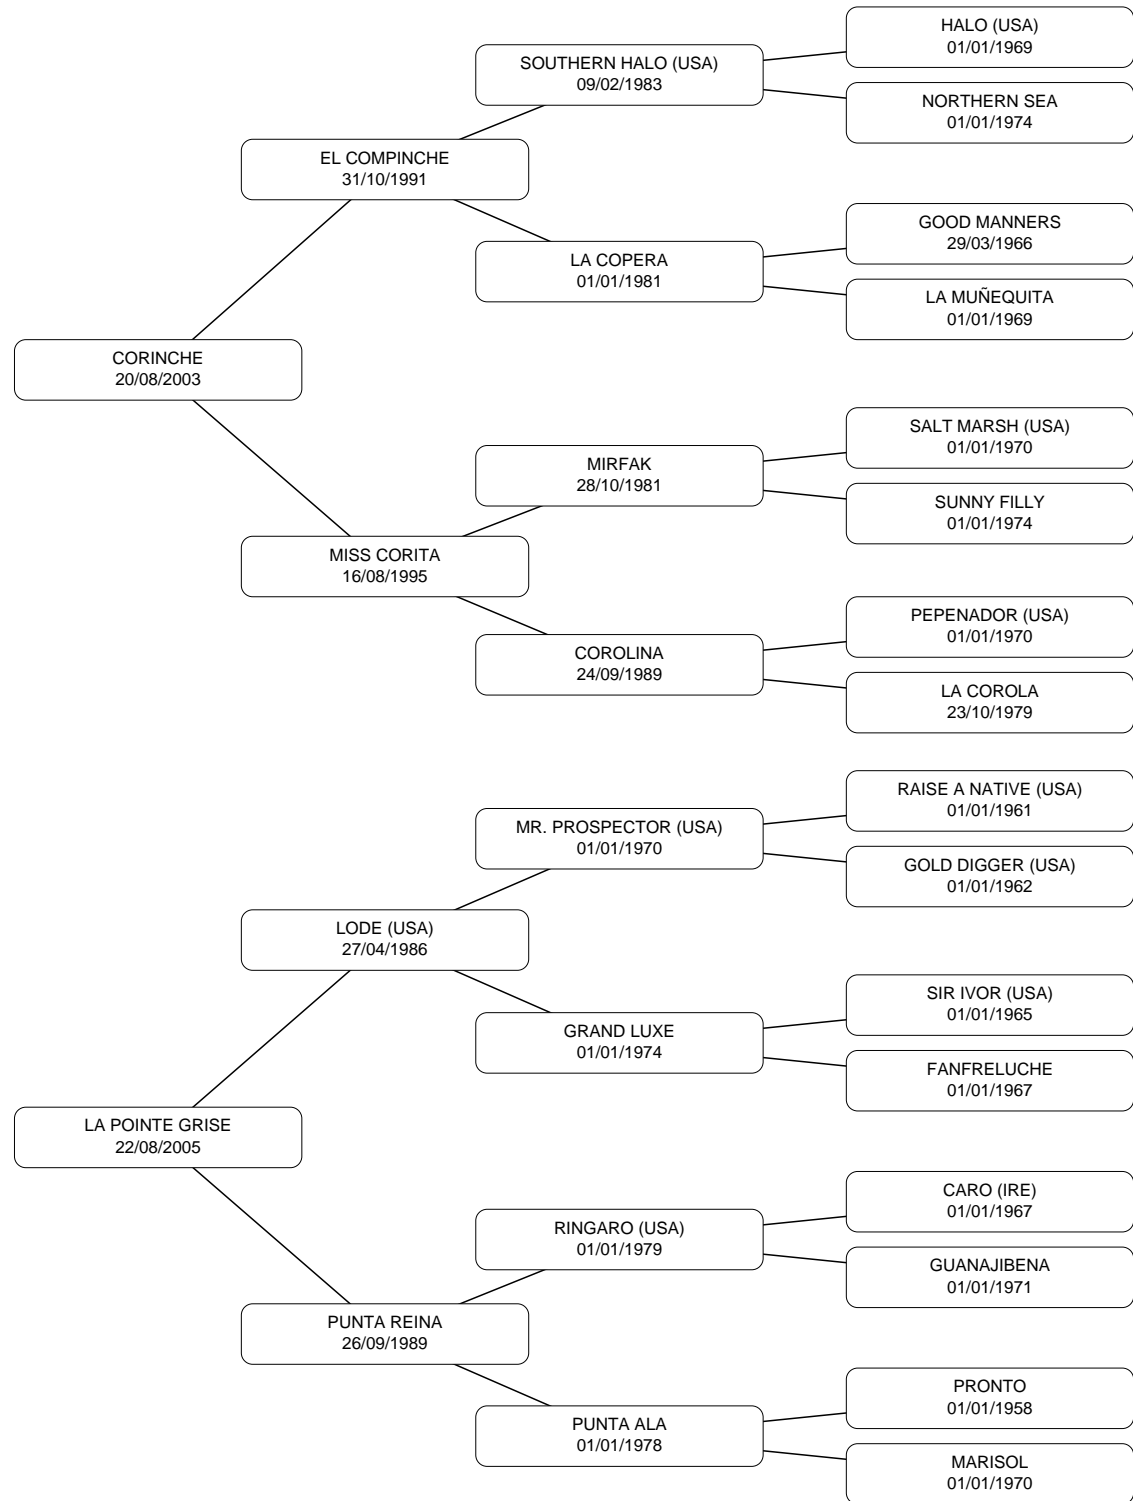 HALO (USA)
01/01/1969
SOUTHERN HALO (USA)
09/02/1983
NORTHERN SEA
01/01/1974
EL COMPINCHE
31/10/1991
GOOD MANNERS
29/03/1966
LA COPERA
01/01/1981
LA MUÑEQUITA
01/01/1969
CORINCHE
20/08/2003
SALT MARSH (USA)
01/01/1970
MIRFAK
28/10/1981
SUNNY FILLY
01/01/1974
MISS CORITA
16/08/1995
PEPENADOR (USA)
01/01/1970
COROLINA
24/09/1989
LA COROLA
23/10/1979
RAISE A NATIVE (USA)
01/01/1961
MR. PROSPECTOR (USA)
01/01/1970
GOLD DIGGER (USA)
01/01/1962
LODE (USA)
27/04/1986
SIR IVOR (USA)
01/01/1965
GRAND LUXE
01/01/1974
FANFRELUCHE
01/01/1967
LA POINTE GRISE
22/08/2005
CARO (IRE)
01/01/1967
RINGARO (USA)
01/01/1979
GUANAJIBENA
01/01/1971
PUNTA REINA
26/09/1989
PRONTO
01/01/1958
PUNTA ALA
01/01/1978
MARISOL
01/01/1970